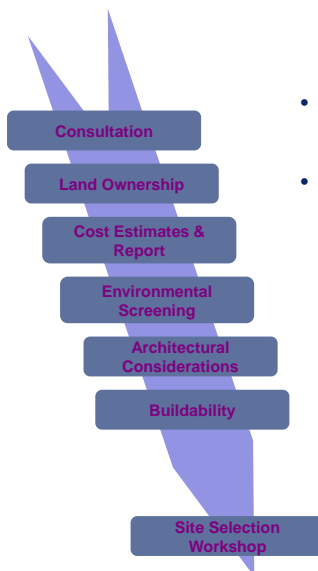 Consultation
Land Ownership
Cost Estimates &
Report
Environmental
Screening
Architectural
Considerations
Buildability
Site Selection
Workshop